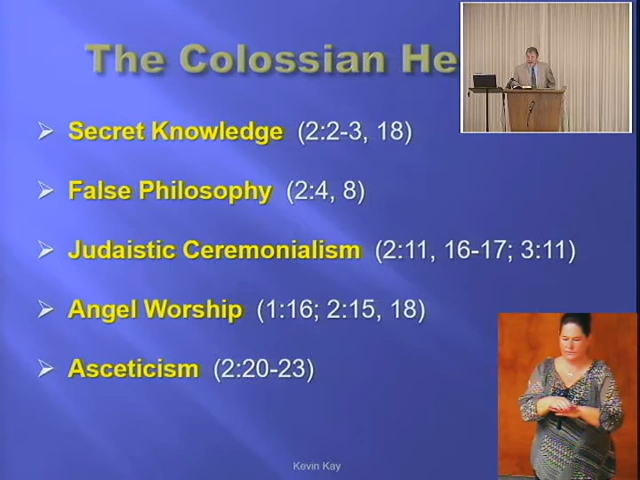 The Colossian He
➢ Secret Knowledge (2:2-3, 18)
➢ False Philosophy (2:4, 8)
➢ Judaistic Ceremonialism (2:11, 16-17; 3:11)
➢ Angel Worship (1:16; 2:15, 18)
➢ Asceticism (2:20-23)
Kevin Kay